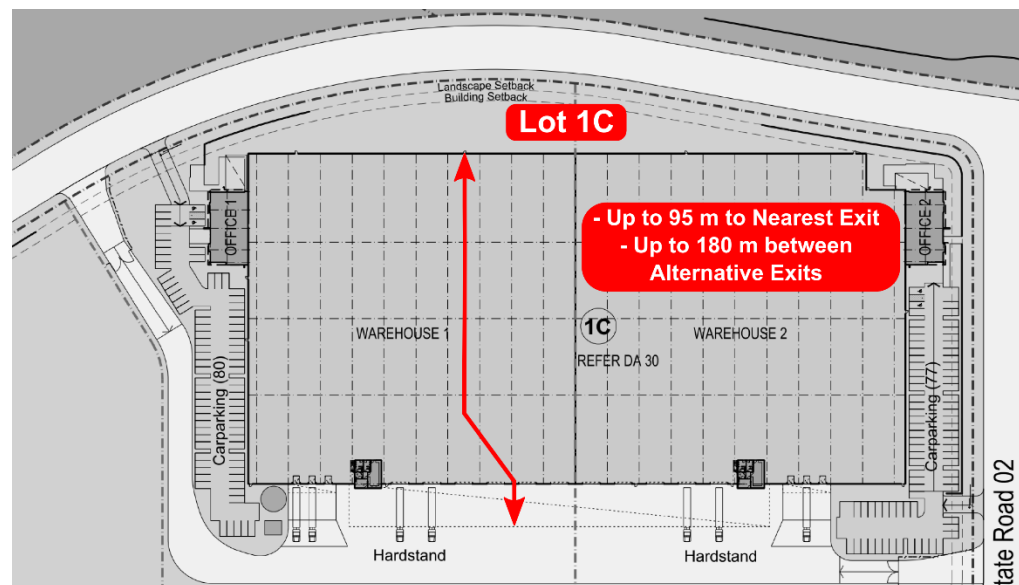 Landscape Setback
Building Setback
Lot 1C
OFFICE 1
- Up to 95 m to Nearest Exit
- Up to 180 m between
Alternative Exits
OFFICE 2
WAREHOUSE 1
1C
WAREHOUSE 2
REFER DA 30
Carparking (80)
Carparking (77)
Hardstand
Hardstand
tate Road 02